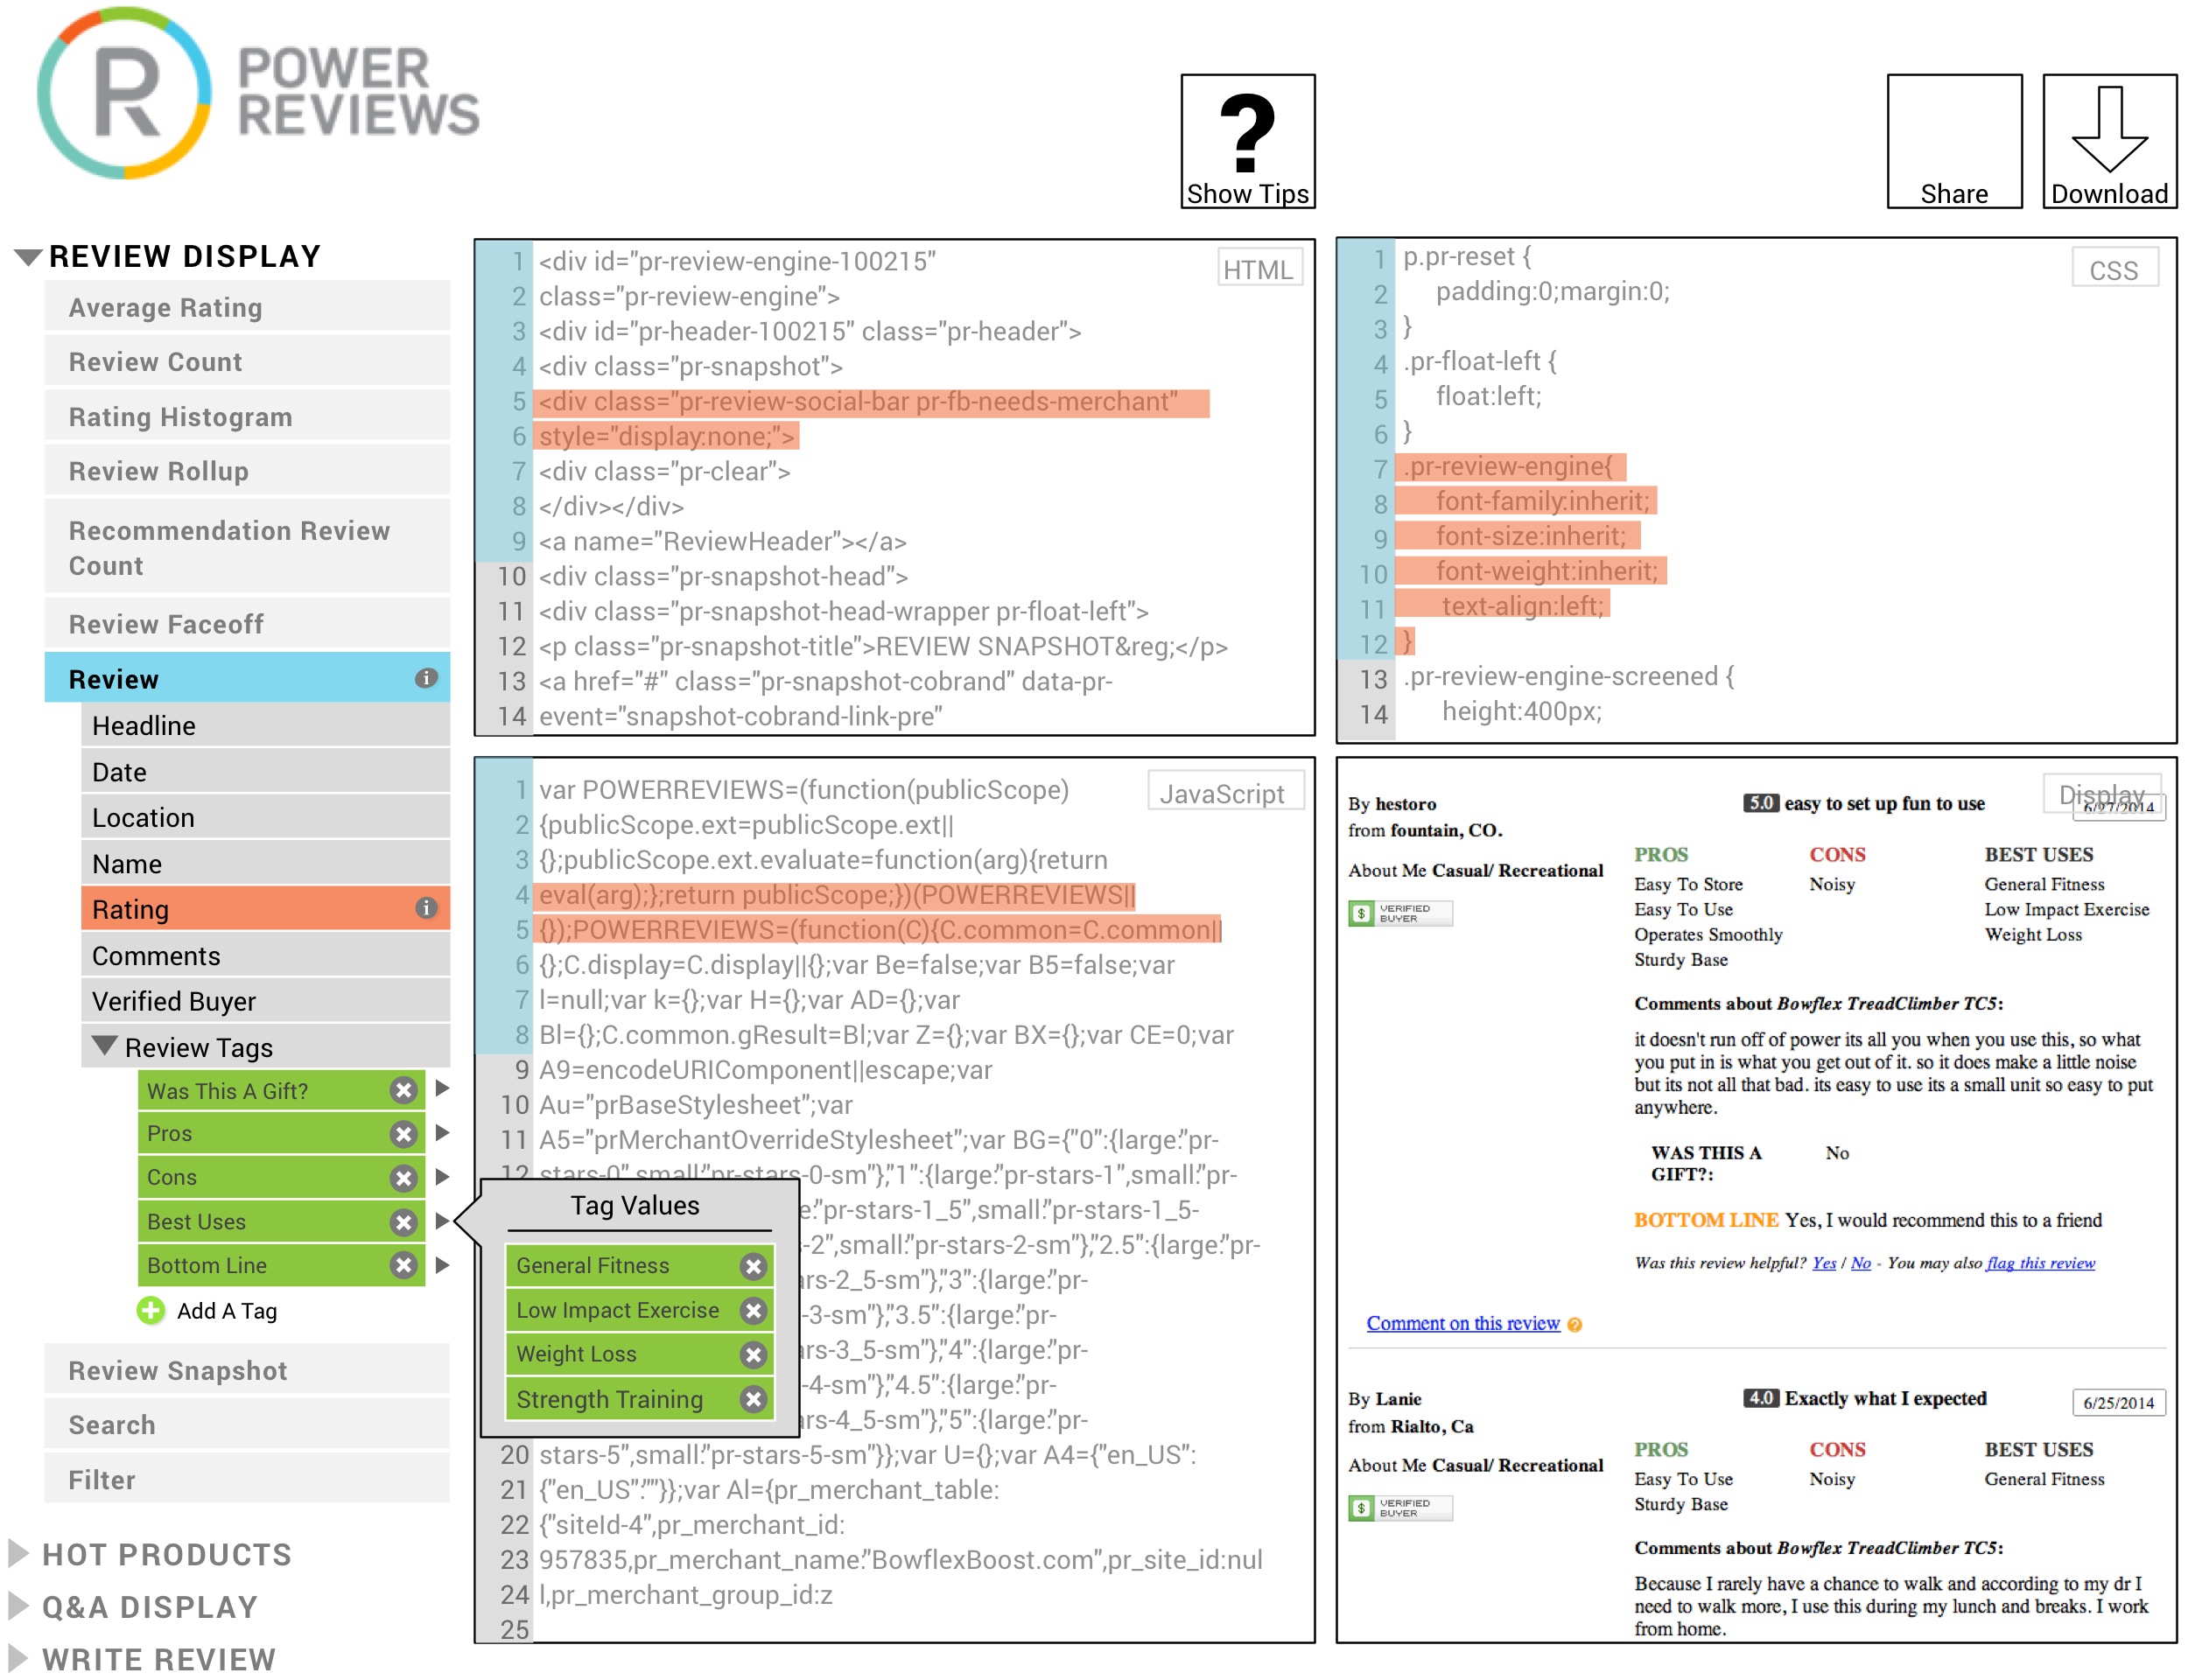 R POWER
REVIEWS
?
Show Tips
Share
Download
REVIEW DISPLAY
Average Rating
Review Count
Rating Histogram
Review Rollup
Recommendation Review
Count
Review Faceoff
Review i
Headline
Date
Location
Name
Rating i
Comments
Verified Buyer
Review Tags
Was This A Gift?
Pros
Cons
Best Uses
Bottom Line
Add A Tag
Review Snapshot
Search
Filter
HOT PRODUCTS
Q&A DISPLAY
WRITE REVIEW
HTML
1 <div id="pr-review-engine-100215"
2 class="pr-review-engine">
3 <div id="pr-header-100215" class="pr-header">
4 <div class="pr-snapshot">
5 <div class="pr-review-social-bar pr-fb-needs-merchant"
6 style="display:none;">
7 <div class="pr-clear">
8 </div></div>
9 <a name="ReviewHeader"></a>
10 <div class="pr-snapshot-head">
11 <div class="pr-snapshot-head-wrapper pr-float-left">
12 <p class="pr-snapshot-title">REVIEW SNAPSHOT&reg;</p>
13 <a href="#" class="pr-snapshot-cobrand" data-pr-
14 event="snapshot-cobrand-link-pre"
CSS
1 p.pr-reset {
2 padding:0;margin:0;
3 }
4 .pr-float-left {
5 float:left;
6 }
7 .pr-review-engine{
8 font-family:inherit;
9 font-size:inherit;
10 font-weight:inherit;
11 text-align:left;
12 }
13 .pr-review-engine-screened {
14 height:400px;
JavaScript
1 var POWERREVIEWS=(function(publicScope)
2 {publicScope.ext=publicScope.ext||
3 {};publicScope.ext.evaluate=function(arg){return
4 eval(arg);};return publicScope;})(POWERREVIEWS||
5 {});POWERREVIEWS=(function(C){C.common=C.common||
6 {};C.display=C.display||{};var Be=false;var B5=false;var
7 l=null;var k={};var H={};var AD={};var
8 Bl={};C.common.gResult=Bl;var Z={};var BX={};var CE=0;var
9 A9=encodeURIComponent||escape;var
10 Au="prBaseStylesheet";var
11 A5="prMerchantOverrideStylesheet";var BG={"0":{large:"pr-
12 stars-0",small:"pr-stars-0-sm"},"1":{large:"pr-stars-1",small:"pr-
e:"pr-stars-1_5",small:"pr-stars-1_5-
-2",small:"pr-stars-2-sm"},"2.5":{large:"pr-
ars-2_5-sm"},"3":{large:"pr-
-3-sm"},"3.5":{large:"pr-
ars-3_5-sm"},"4":{large:"pr-
-4-sm"},"4.5":{large:"pr-
ars-4_5-sm"},"5":{large:"pr-
20 stars-5",small:"pr-stars-5-sm"}};var U={};var A4={"en_US":
21 {"en_US":""}};var Al={pr_merchant_table:
22 {"siteId-4",pr_merchant_id:
23 957835,pr_merchant_name:"BowflexBoost.com",pr_site_id:nul
24 l,pr_merchant_group_id:z
25
Tag Values
General Fitness
Low Impact Exercise
Weight Loss
Strength Training
Display
By hestoro
from fountain, CO.
About Me Casual/ Recreational
$ VERIFIED
BUYER
5.0 easy to set up fun to use
6/27/2014
PROS CONS BEST USES
Easy To Store Noisy General Fitness
Easy To Use Low Impact Exercise
Operates Smoothly Weight Loss
Sturdy Base
Comments about Bowflex TreadClimber TC5:
it doesn't run off of power its all you when you use this, so what
you put in is what you get out of it. so it does make a little noise
but its not all that bad. its easy to use its a small unit so easy to put
anywhere.
WAS THIS A No
GIFT?:
BOTTOM LINE Yes, I would recommend this to a friend
Was this review helpful? Yes / No - You may also flag this review
Comment on this review ?
By Lanie
from Rialto, Ca
About Me Casual/ Recreational
$ VERIFIED
BUYER
4.0 Exactly what I expected
6/25/2014
PROS CONS BEST USES
Easy To Use Noisy General Fitness
Sturdy Base
Comments about Bowflex TreadClimber TC5:
Because I rarely have a chance to walk and according to my dr I
need to walk more, I use this during my lunch and breaks. I work
from home.